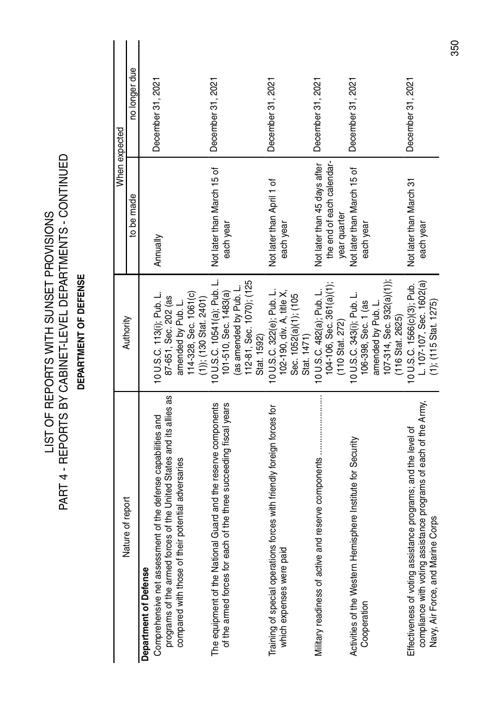 LIST OF REPORTS WITH SUNSET PROVISIONS
PART 4 - REPORTS BY CABINET-LEVEL DEPARTMENTS - CONTINUED
DEPARTMENT OF DEFENSE
Nature of report
Authority
When expected
to be made
no longer due
Department of Defense
Comprehensive net assessment of the defense capabilities and
programs of the armed forces of the United States and its allies as
compared with those of their potential adversaries
10 U.S.C. 113(i); Pub. L.
87-651, Sec. 202 (as
amended by Pub. L.
114-328, Sec. 1061(c)
(1)); (130 Stat. 2401)
Annually
December 31, 2021
The equipment of the National Guard and the reserve components
of the armed forces for each of the three succeeding fiscal years
10 U.S.C. 10541(a); Pub. L.
101-510, Sec. 1483(a)
(as amended by Pub. L.
112-81, Sec. 1070); (125
Stat. 1592)
Not later than March 15 of
each year
December 31, 2021
Training of special operations forces with friendly foreign forces for
which expenses were paid
10 U.S.C. 322(e); Pub. L.
102-190, div. A, title X,
Sec. 1052(a)(1); (105
Stat. 1471)
Not later than April 1 of
each year
December 31, 2021
Military readiness of active and reserve components
10 U.S.C. 482(a); Pub. L.
104-106, Sec. 361(a)(1);
(110 Stat. 272)
Not later than 45 days after
the end of each calendar-
year quarter
December 31, 2021
Activities of the Western Hemisphere Institute for Security
Cooperation
10 U.S.C. 343(i); Pub. L.
106-398, Sec. 1 (as
amended by Pub. L.
107-314, Sec. 932(a)(1));
(116 Stat. 2625)
Not later than March 15 of
each year
December 31, 2021
Effectiveness of voting assistance programs; and the level of
compliance with voting assistance programs of each of the Army,
Navy, Air Force, and Marine Corps
10 U.S.C. 1566(c)(3); Pub.
L. 107-107, Sec. 1602(a)
(1); (115 Stat. 1275)
Not later than March 31
each year
December 31, 2021
350